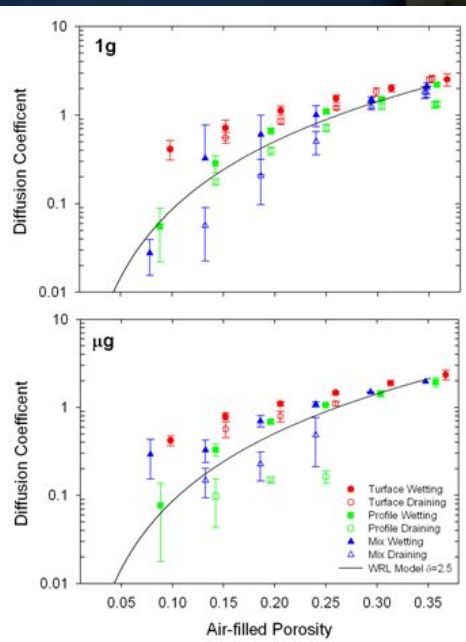 1g
Diffusion Coefficent
10
1
0.1
0.01
µg
Diffusion Coefficent
10
1
0.1
0.01
Turface Wetting
Turface Draining
Profile Wetting
Profile Draining
Mix Wetting
Mix Draining
WRL Model δ=2.5
0.05 0.10 0.15 0.20 0.25 0.30 0.35
Air-filled Porosity